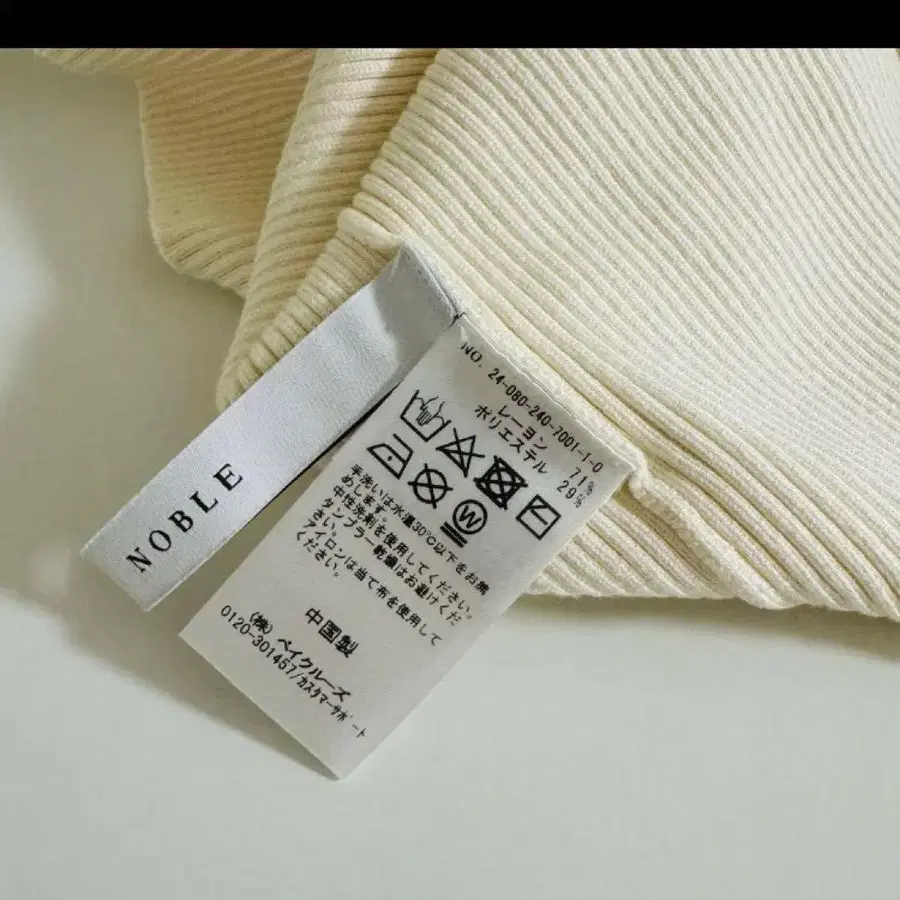 NOBLE
NO. 24-080-240-7001-1-0
レーヨン 71%
ポリエステル 29%
W
手洗いは水温30℃以下をお薦
めします。
中性洗剤を使用してください。
タンブラー乾燥はお避けくだ
さい。
アイロンは当て布を使用して
ください。
中国製
(株)ベイクルーズ
0120-301457/カスタマーサポート